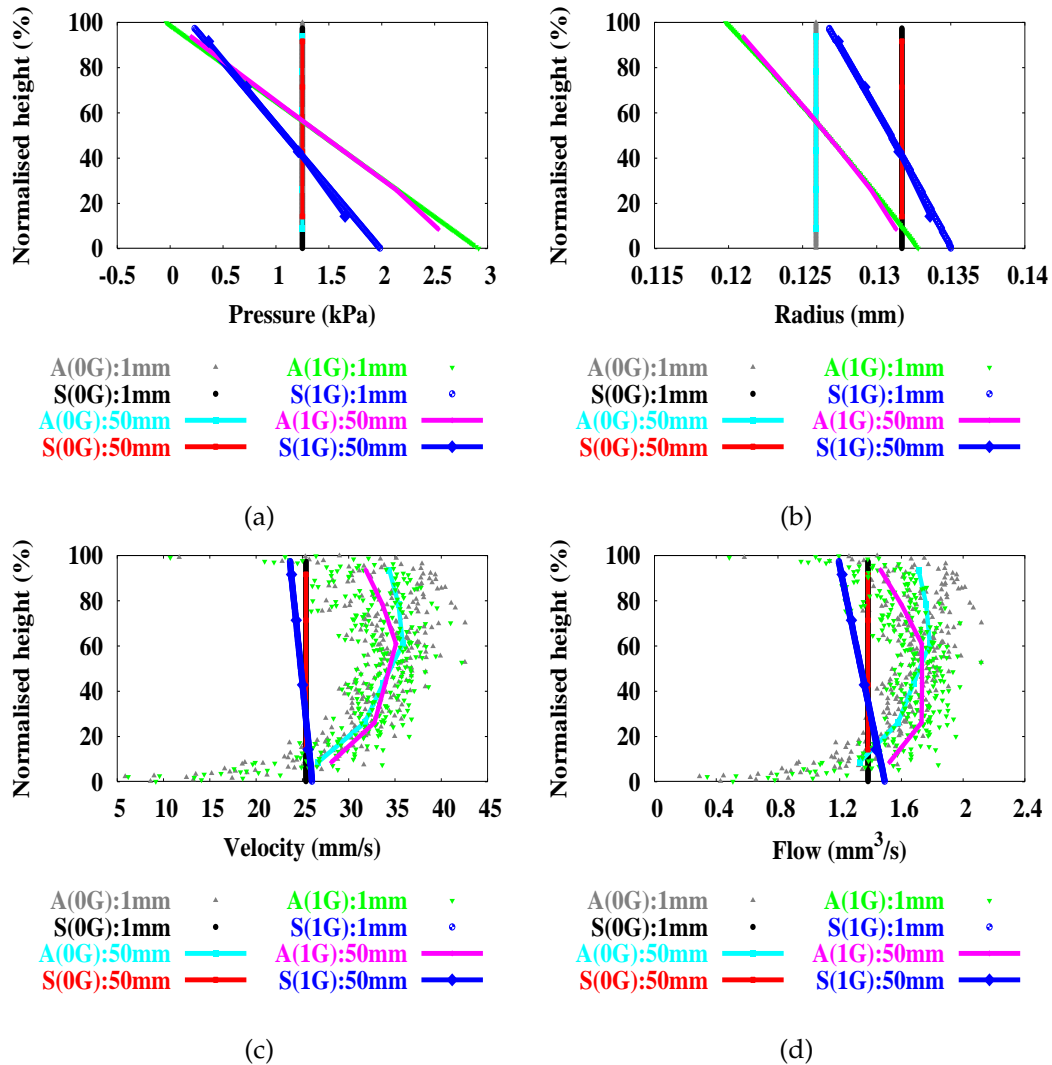 Normalised height (%)
100
80
60
40
20
0
-0.5 0 0.5 1 1.5 2 2.5 3
Pressure (kPa)
A(0G):1mm A(1G):1mm
S(0G):1mm S(1G):1mm
A(0G):50mm A(1G):50mm
S(0G):50mm S(1G):50mm
(a)
Normalised height (%)
100
80
60
40
20
0
0.115 0.121 0.125 0.131 0.135 0.14
Radius (mm)
A(0G):1mm A(1G):1mm
S(0G):1mm S(1G):1mm
A(0G):50mm A(1G):50mm
S(0G):50mm S(1G):50mm
(b)
Normalised height (%)
100
80
60
40
20
0
5 11 15 20 25 30 35 40 45
Velocity (mm/s)
A(0G):1mm A(1G):1mm
S(0G):1mm S(1G):1mm
A(0G):50mm A(1G):50mm
S(0G):50mm S(1G):50mm
(c)
Normalised height (%)
100
80
60
40
20
0
0 0.4 0.8 1.2 1.6 2 2.4
Flow (mm³/s)
A(0G):1mm A(1G):1mm
S(0G):1mm S(1G):1mm
A(0G):50mm A(1G):50mm
S(0G):50mm S(1G):50mm
(d)